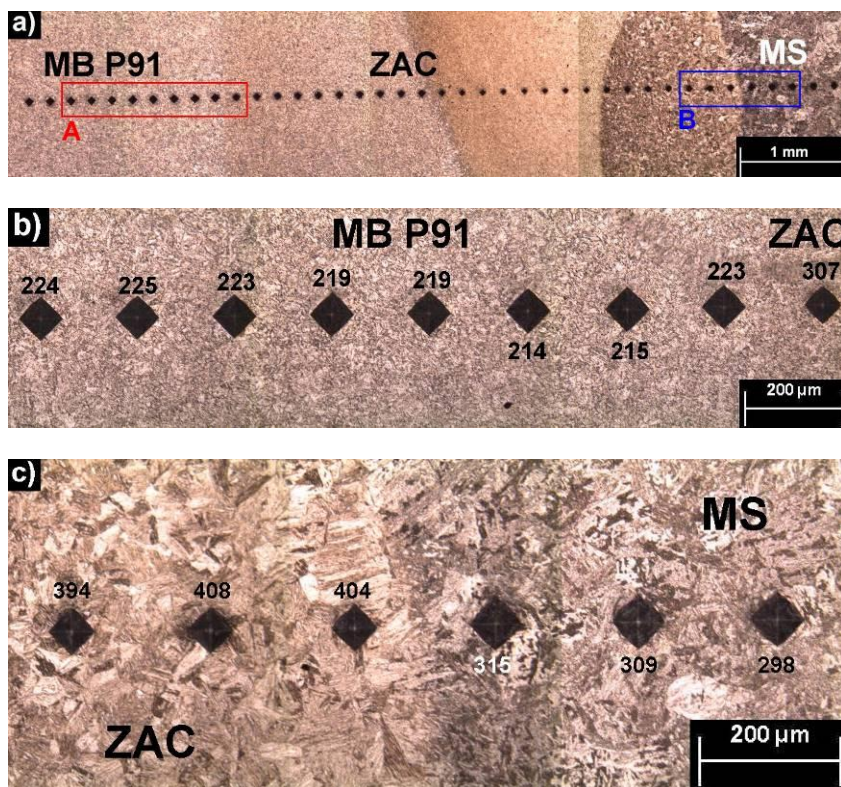 a)
MB P91
ZAC
MS
A
B
1 mm
b)
MB P91
ZAC
224
225
223
219
219
214
215
223
307
200 µm
c)
MS
394
408
404
315
309
298
ZAC
200 µm